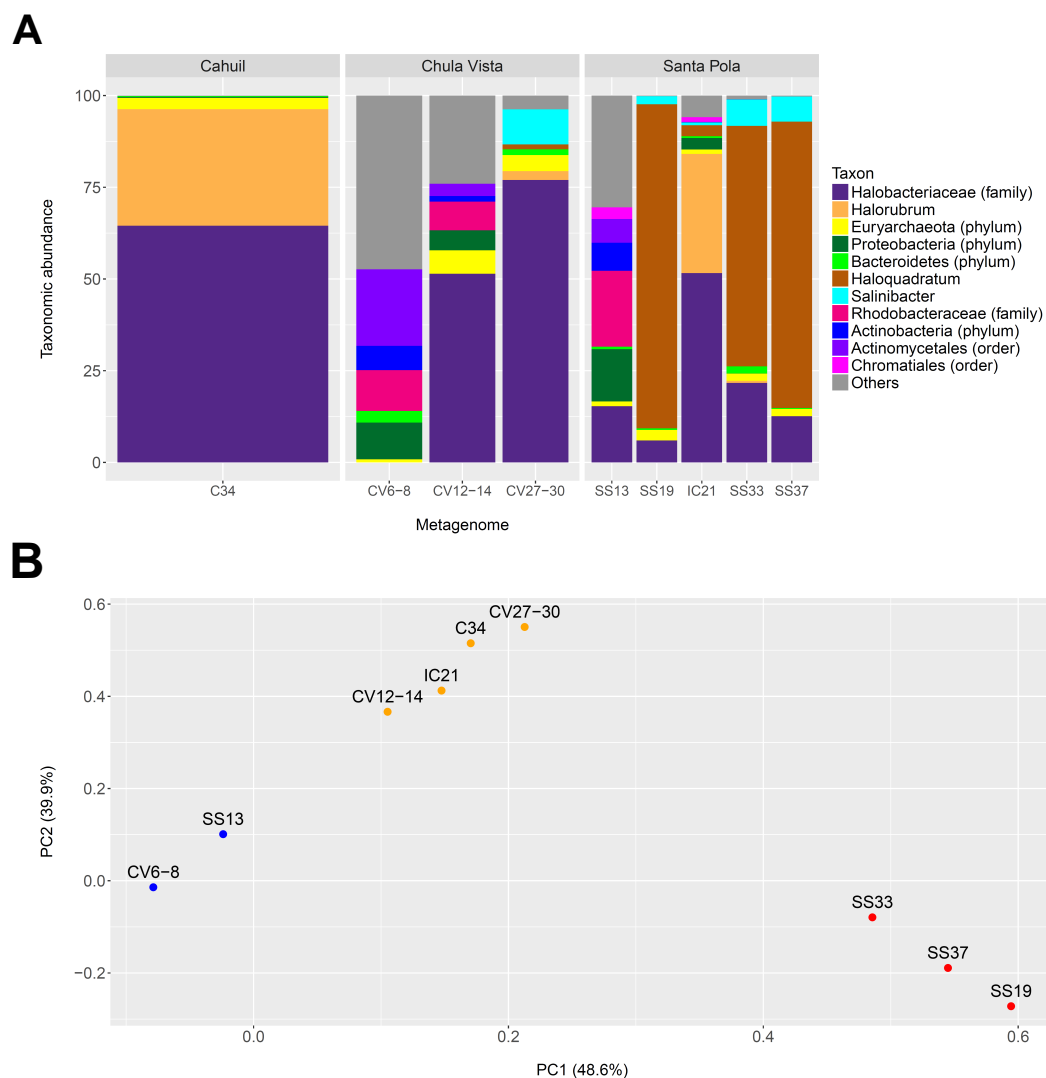 A
Cahuil
Chula Vista
Santa Pola
100
75
50
25
0
Taxonomic abundance
C34
CV6−8
CV12−14
CV27−30
SS13
SS19
IC21
SS33
SS37
Metagenome
Taxon
Halobacteriaceae (family)
Halorubrum
Euryarchaeota (phylum)
Proteobacteria (phylum)
Bacteroidetes (phylum)
Haloquadratum
Salinibacter
Rhodobacteraceae (family)
Actinobacteria (phylum)
Actinomycetales (order)
Chromatiales (order)
Others
B
0.6
0.4
0.2
0.0
−0.2
PC2 (39.9%)
CV27−30
C34
IC21
CV12−14
SS13
CV6−8
SS33
SS37
SS19
0.0
0.2
0.4
0.6
PC1 (48.6%)